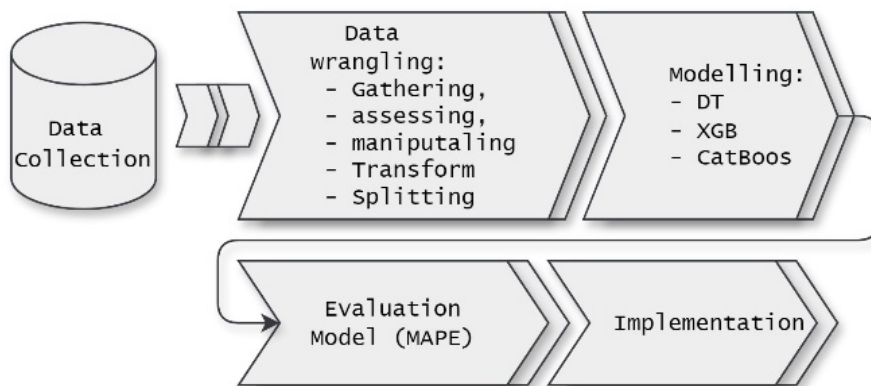 Data
Collection
Data
wrangling:
- Gathering,
- assessing,
- maniputaling
- Transform
- Splitting
Modelling:
- DT
- XGB
- CatBoos
Evaluation
Model (MAPE)
Implementation